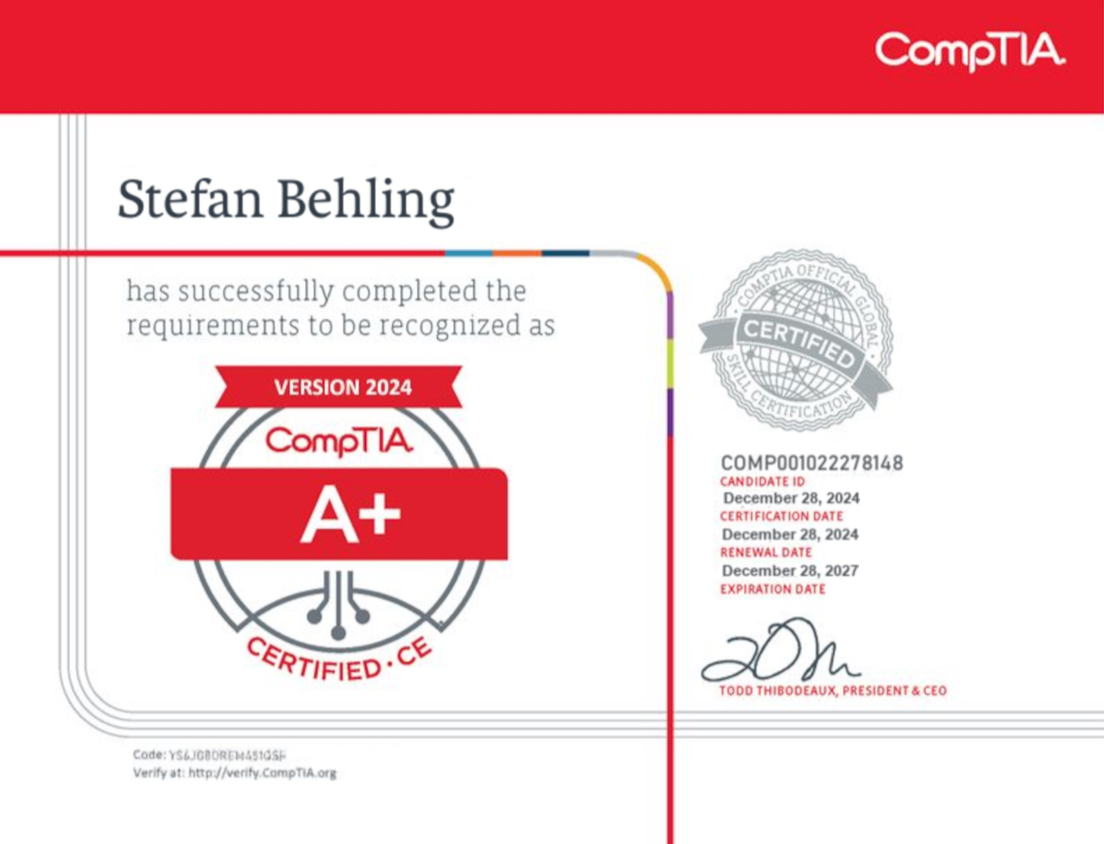 CompTIA.
Stefan Behling
has successfully completed the
requirements to be recognized as
VERSION 2024
CompTIA.
A+
CERTIFIED • CE
COMPTIA OFFICIAL GLOBAL
CERTIFIED
SKILL CERTIFICATION
COMP001022278148
CANDIDATE ID
December 28, 2024
CERTIFICATION DATE
December 28, 2024
RENEWAL DATE
December 28, 2027
EXPIRATION DATE
TODD THIBODEAUX, PRESIDENT & CEO
Code:
Verify at: http://verify.CompTIA.org